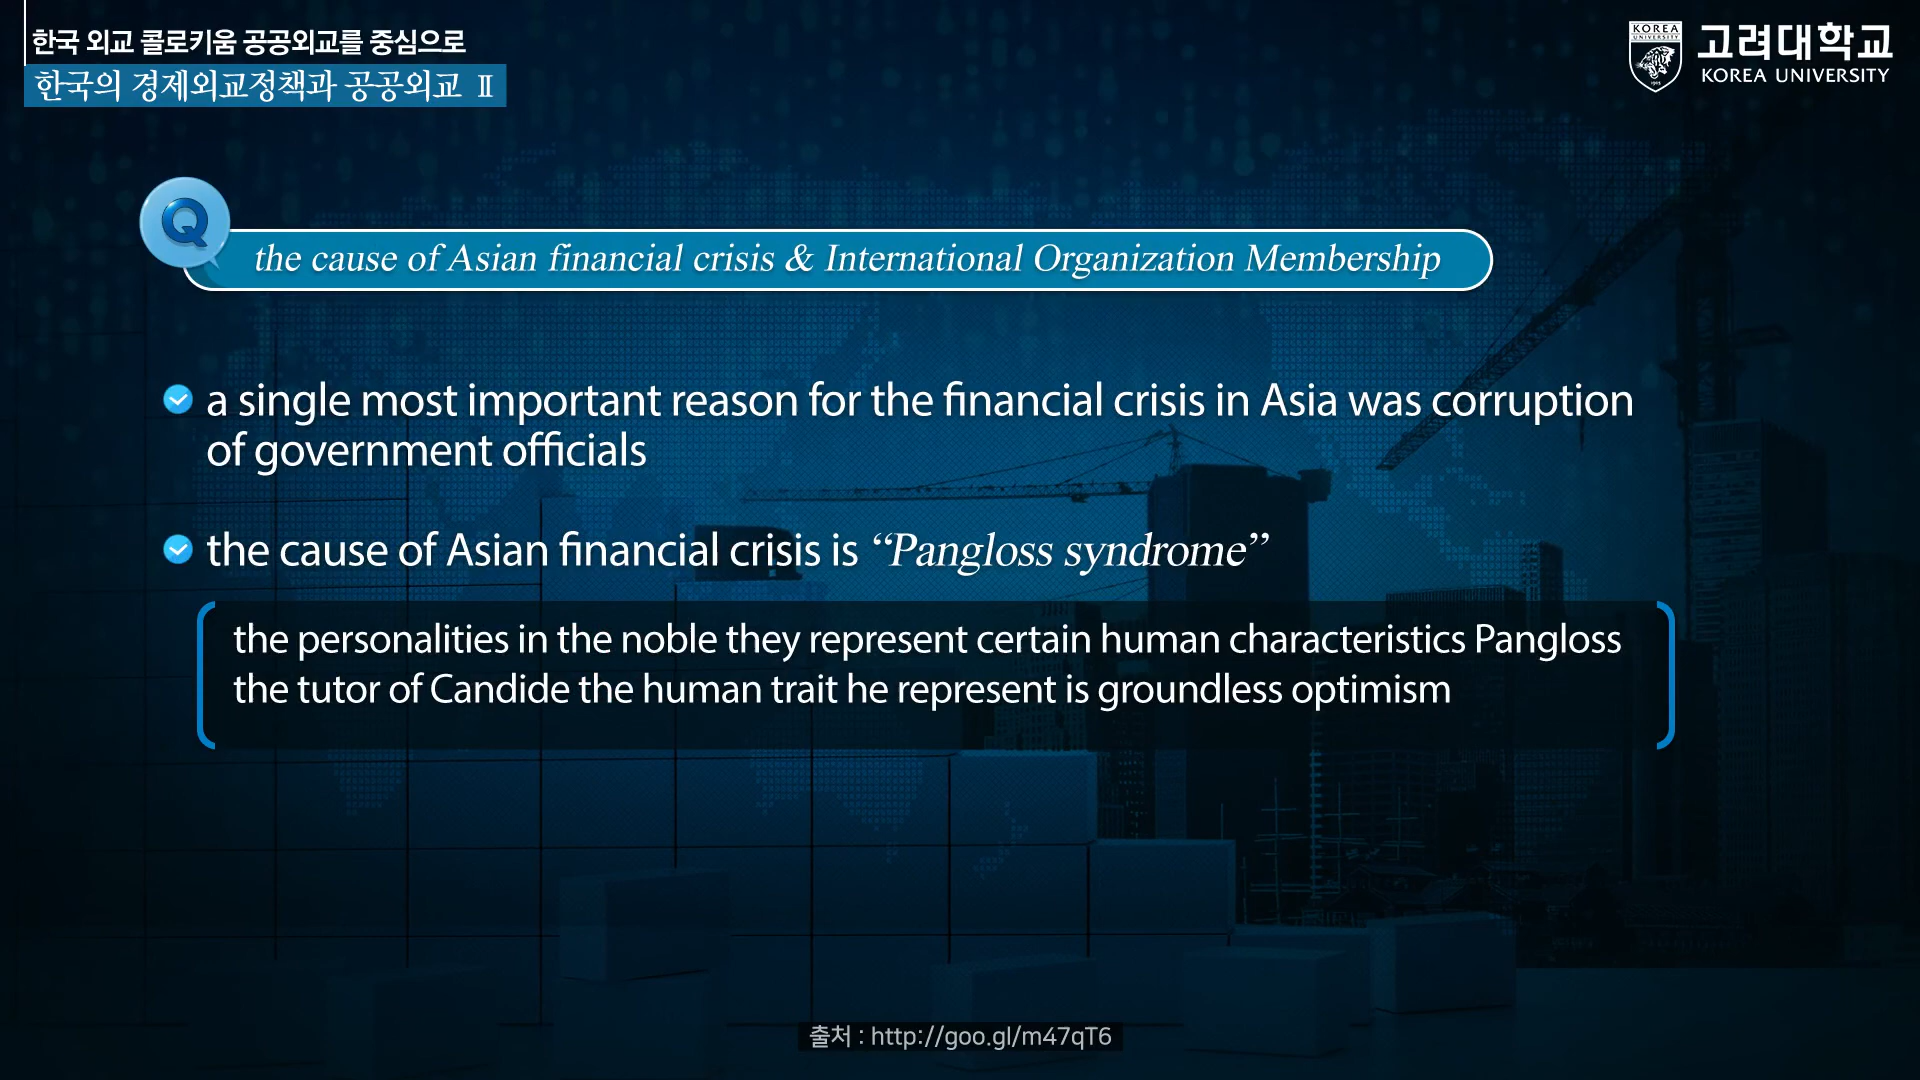 한국 외교 콜로키움 공공외교를 중심으로
한국의 경제외교정책과 공공외교 Ⅱ
KOREA
UNIVERSITY
고려대학교
KOREA UNIVERSITY
Q
the cause of Asian financial crisis & International Organization Membership
a single most important reason for the financial crisis in Asia was corruption
of government officials
the cause of Asian financial crisis is “Pangloss syndrome”
the personalities in the noble they represent certain human characteristics Pangloss
the tutor of Candide the human trait he represent is groundless optimism
출처 : http://goo.gl/m47qT6